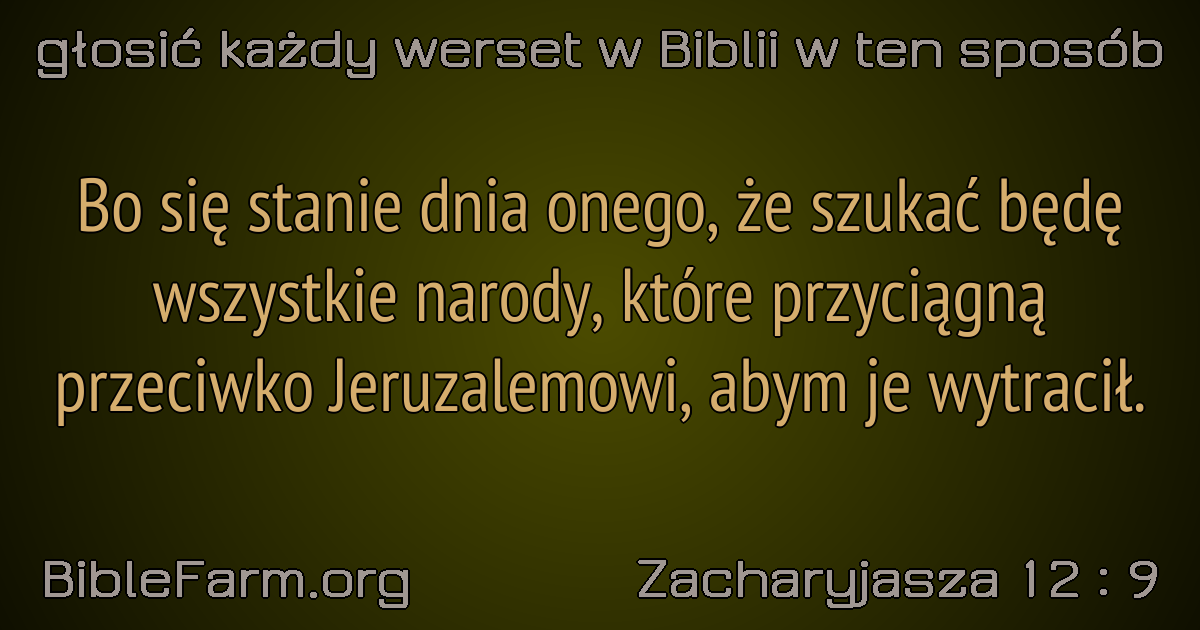 głosić każdy werset w Biblii w ten sposób
Bo się stanie dnia onego, że szukać będę
wszystkie narody, które przyciągną
przeciwko Jeruzalemowi, abym je wytracił.
BibleFarm.org
Zacharyjasza 12 : 9